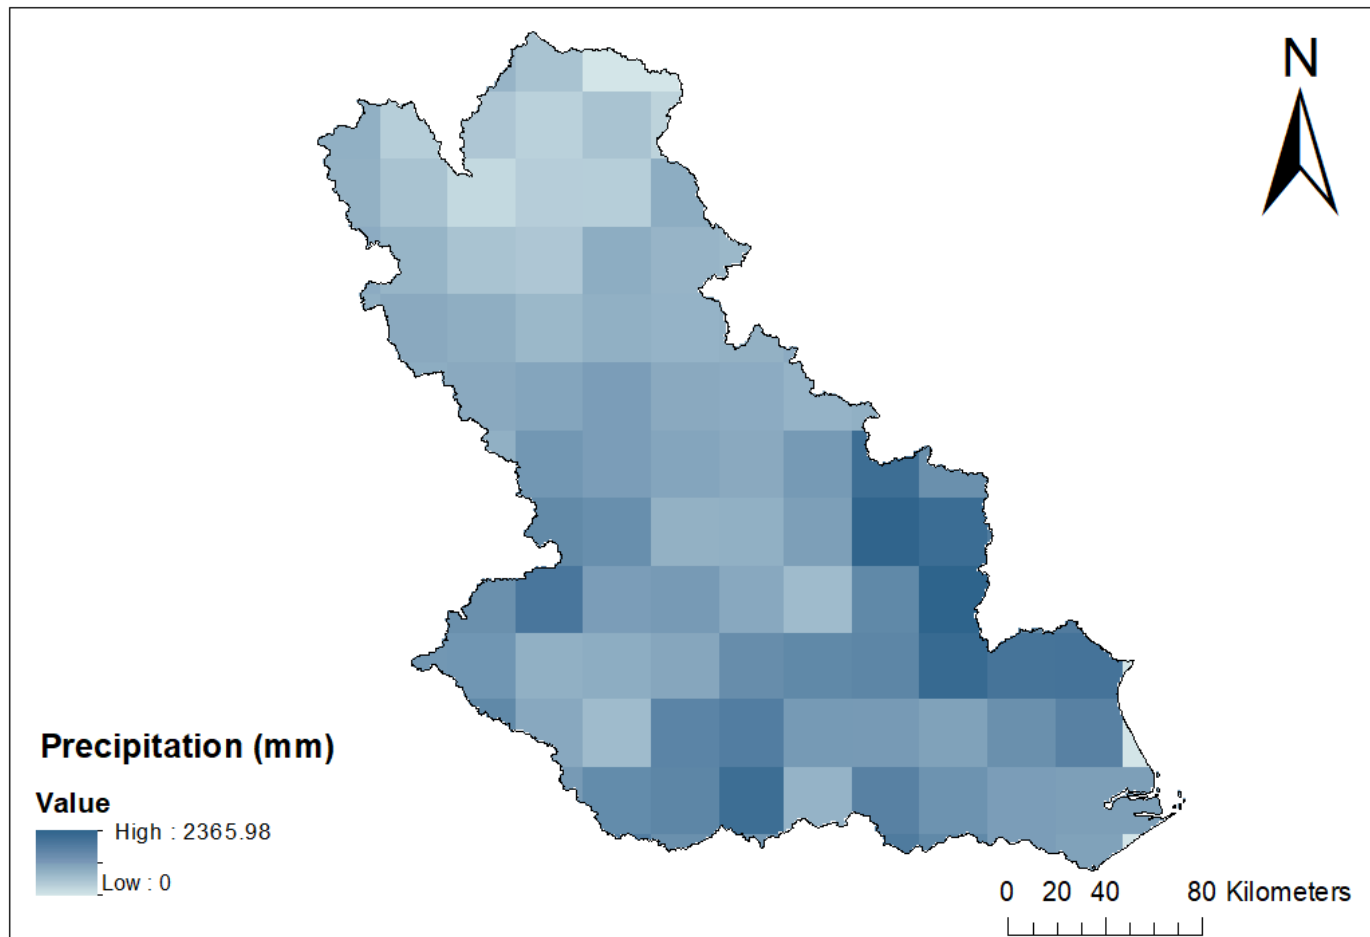 N
Precipitation (mm)
Value
High : 2365.98
Low : 0
0 20 40 80 Kilometers